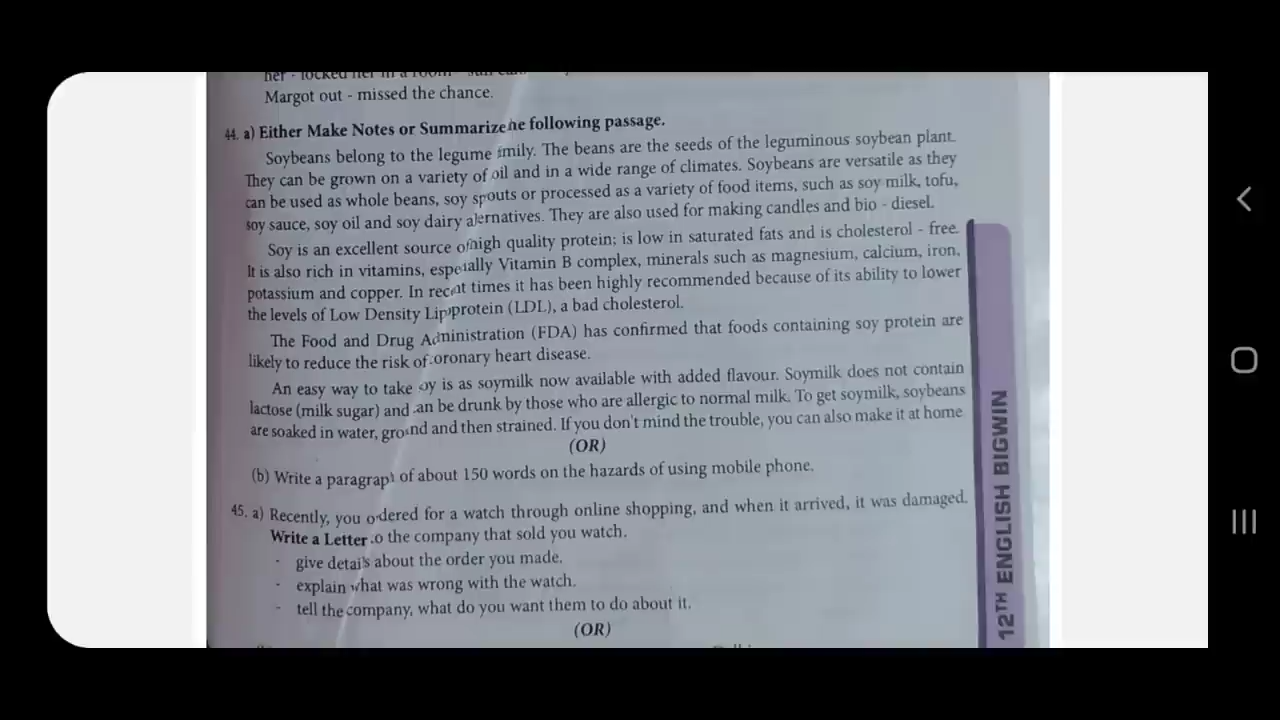 Margot out - missed the chance.
44. a) Either Make Notes or Summarize he following passage.
Soybeans belong to the legume mily. The beans are the seeds of the leguminous soybean plant.
They can be grown on a variety of oil and in a wide range of climates. Soybeans are versatile as they
can be used as whole beans, soy spouts or processed as a variety of food items, such as soy milk, tofu,
soy sauce, soy oil and soy dairy alernatives. They are also used for making candles and bio - diesel.
Soy is an excellent source of high quality protein; is low in saturated fats and is cholesterol - free.
It is also rich in vitamins, especially Vitamin B complex, minerals such as magnesium, calcium, iron,
potassium and copper. In recnt times it has been highly recommended because of its ability to lower
the levels of Low Density Lipprotein (LDL), a bad cholesterol.
The Food and Drug Administration (FDA) has confirmed that foods containing soy protein are
likely to reduce the risk of oronary heart disease.
An easy way to take oy is as soymilk now available with added flavour. Soymilk does not contain
lactose (milk sugar) and an be drunk by those who are allergic to normal milk. To get soymilk, soybeans
are soaked in water, grond and then strained. If you don't mind the trouble, you can also make it at home
(OR)
(b) Write a paragraph of about 150 words on the hazards of using mobile phone.
45. a) Recently, you odered for a watch through online shopping, and when it arrived, it was damaged.
Write a Letter o the company that sold you watch.
- give detais about the order you made.
- explain what was wrong with the watch.
- tell the company, what do you want them to do about it.
(OR)
12TH ENGLISH BIGWIN